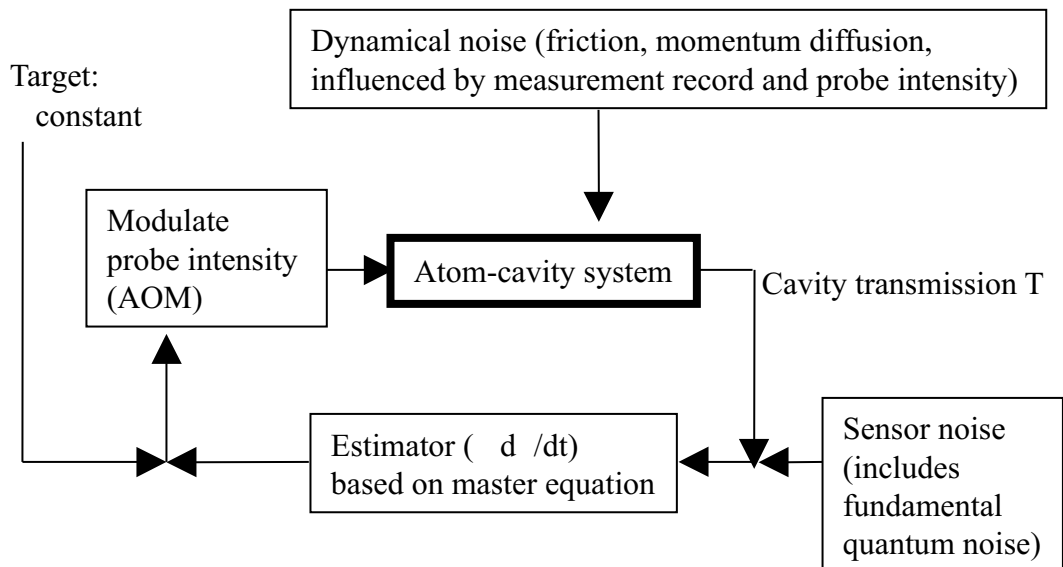 Dynamical noise (friction, momentum diffusion,
influenced by measurement record and probe intensity)
Target:
constant
Modulate
probe intensity
(AOM)
Atom-cavity system
Cavity transmission T
Estimator ( d /dt)
based on master equation
Sensor noise
(includes
fundamental
quantum noise)